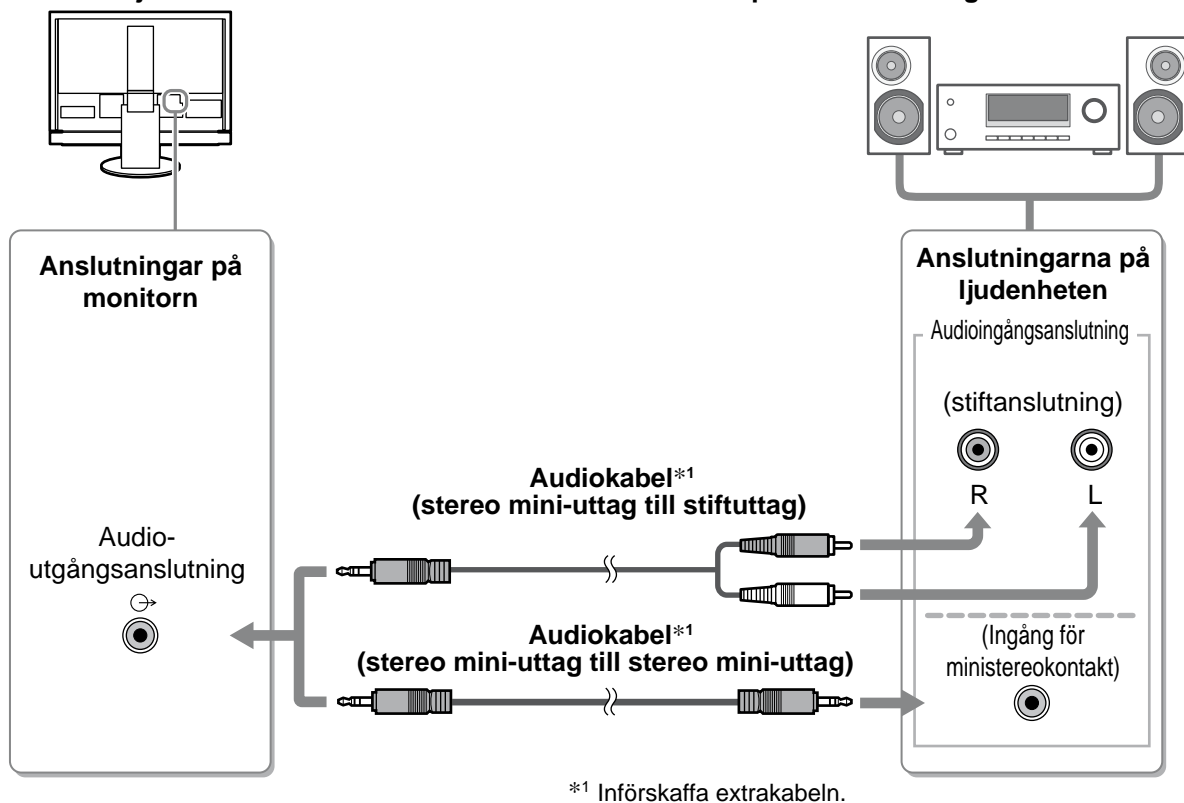 Anslutningar på
monitorn
Audio-
utgångsanslutning
Audiokabel*1
(stereo mini-uttag till stiftuttag)
Audiokabel*1
(stereo mini-uttag till stereo mini-uttag)
Anslutningarna på
ljudenheten
Audioingångsanslutning
(stiftanslutning)
R L
(Ingång för
ministereokontakt)
*1 Införskaffa extrakabeln.